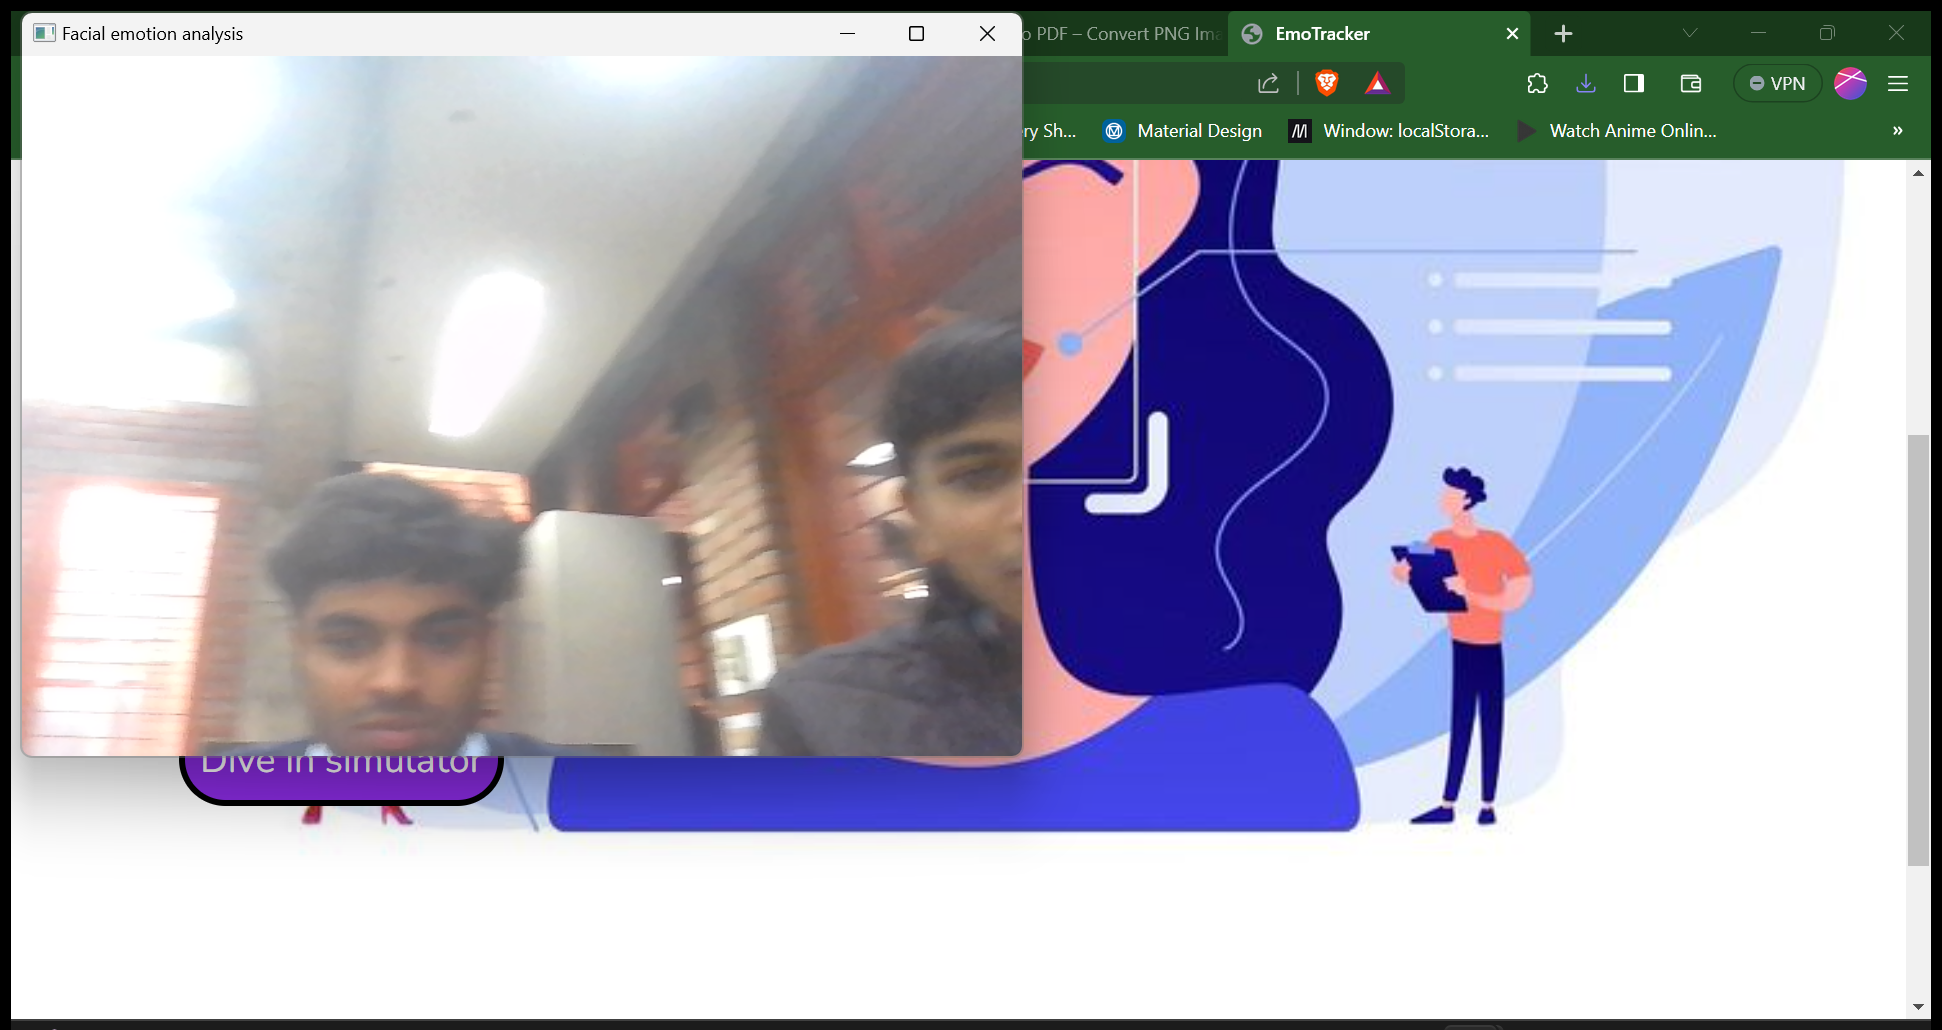 Facial emotion analysis
o PDF – Convert PNG Ima
EmoTracker
VPN
ry Sh...
Material Design
Window: localStora...
Watch Anime Onlin...
»
Dive in simulator